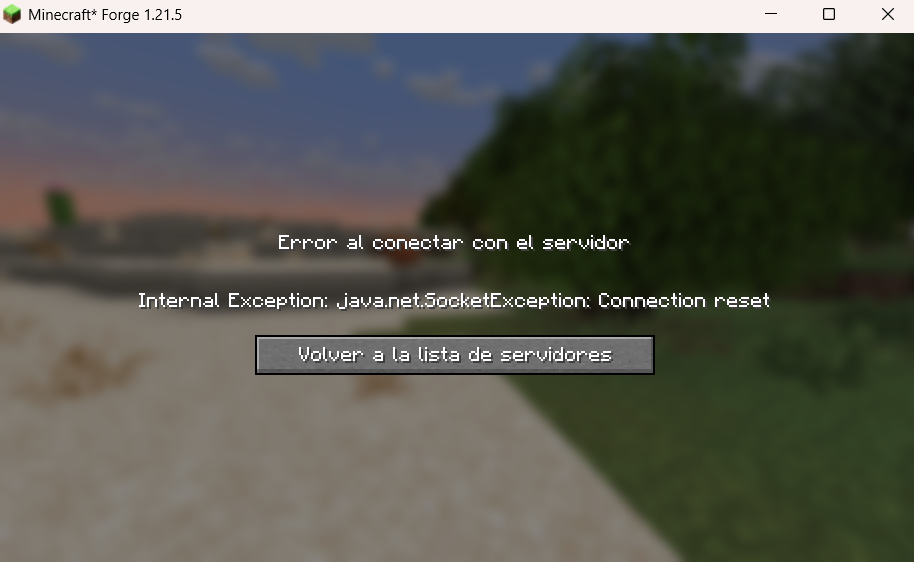 Minecraft* Forge 1.21.5
Error al conectar con el servidor
Internal Exception: java.net.SocketException: Connection reset
Volver a la lista de servidores